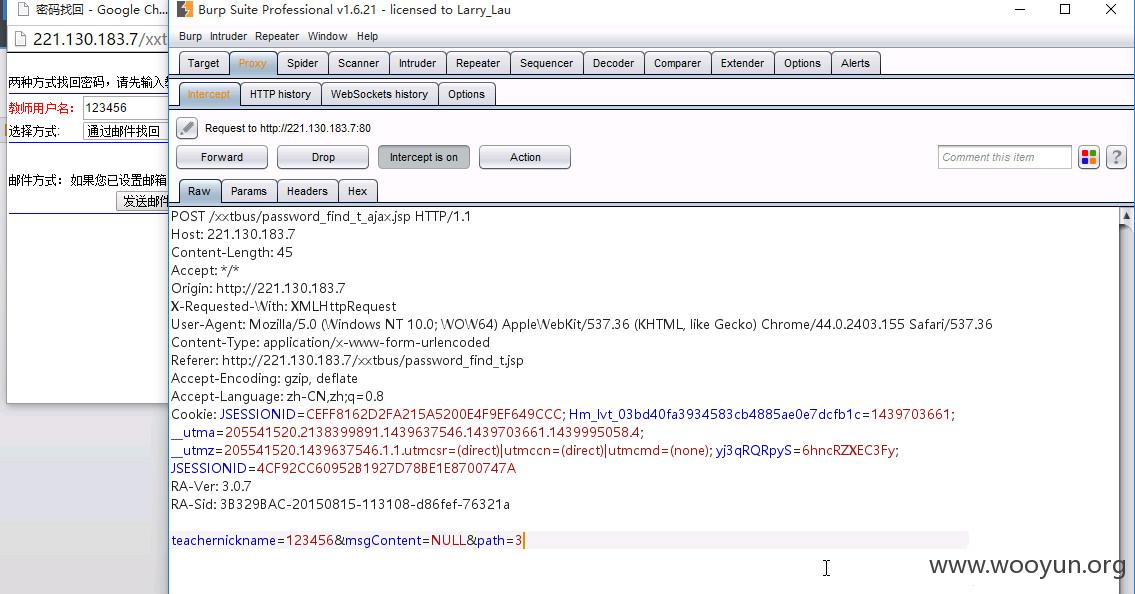 密码找回 - Google Ch...
221.130.183.7/xxt
两种方式找回密码，请先输入
教师用户名: 123456
选择方式: 通过邮件找回
邮件方式: 如果您已设置邮箱
发送邮件
Burp Suite Professional v1.6.21 - licensed to Larry_Lau
Burp Intruder Repeater Window Help
Target Proxy Spider Scanner Intruder Repeater Sequencer Decoder Comparer Extender Options Alerts
Intercept HTTP history WebSockets history Options
Request to http://221.130.183.7:80
Forward Drop Intercept is on Action Comment this item ?
Raw Params Headers Hex
POST /xxtbus/password_find_t_ajax.jsp HTTP/1.1
Host: 221.130.183.7
Content-Length: 45
Accept: */*
Origin: http://221.130.183.7
X-Requested-With: XMLHttpRequest
User-Agent: Mozilla/5.0 (Windows NT 10.0; WOW64) AppleWebKit/537.36 (KHTML, like Gecko) Chrome/44.0.2403.155 Safari/537.36
Content-Type: application/x-www-form-urlencoded
Referer: http://221.130.183.7/xxtbus/password_find_t.jsp
Accept-Encoding: gzip, deflate
Accept-Language: zh-CN,zh;q=0.8
Cookie: JSESSIONID=CEFF8162D2FA215A5200E4F9EF649CCC; Hm_lvt_03bd40fa3934583cb4885ae0e7dcfb1c=1439703661;
__utma=205541520.2138399891.1439637546.1439703661.1439995058.4;
__utmz=205541520.1439637546.1.1.utmcsr=(direct)|utmccn=(direct)|utmcmd=(none); yj3qRQRpyS=6hncRZXEC3Fy;
JSESSIONID=4CF92CC60952B1927D78BE1E8700747A
RA-Ver: 3.0.7
RA-Sid: 3B329BAC-20150815-113108-d86fef-76321a
teachernickname=123456&msgContent=NULL&path=3
www.wooyun.org